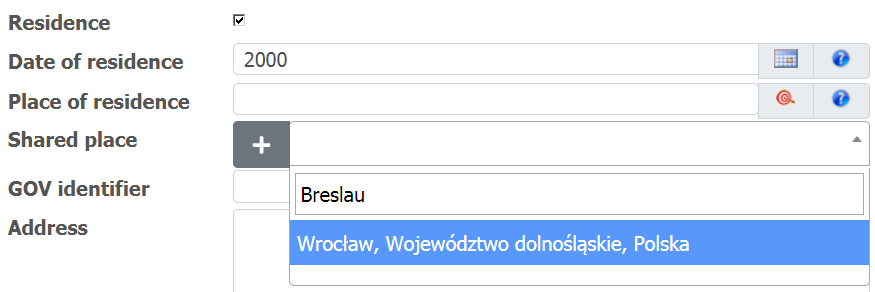 Residence
Date of residence 2000
Place of residence
Shared place
GOV identifier
Breslau
Address
Wrocław, Województwo dolnośląskie, Polska